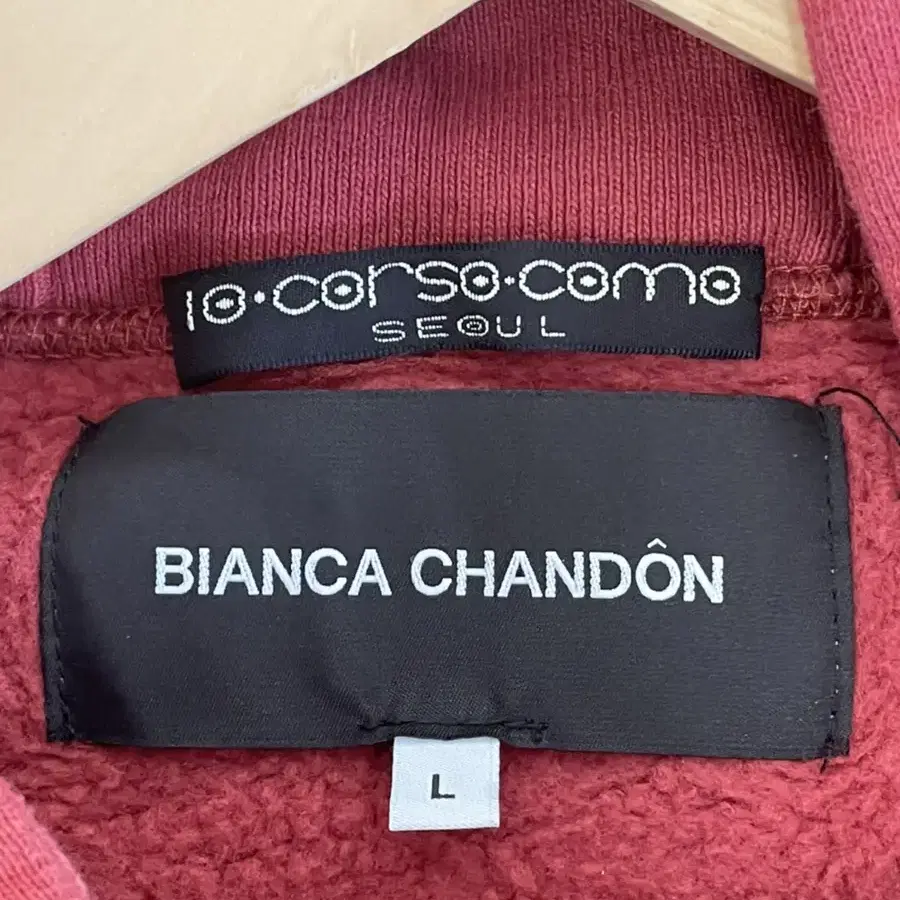 10·corso·como
SEOUL
BIANCA CHANDÔN
L